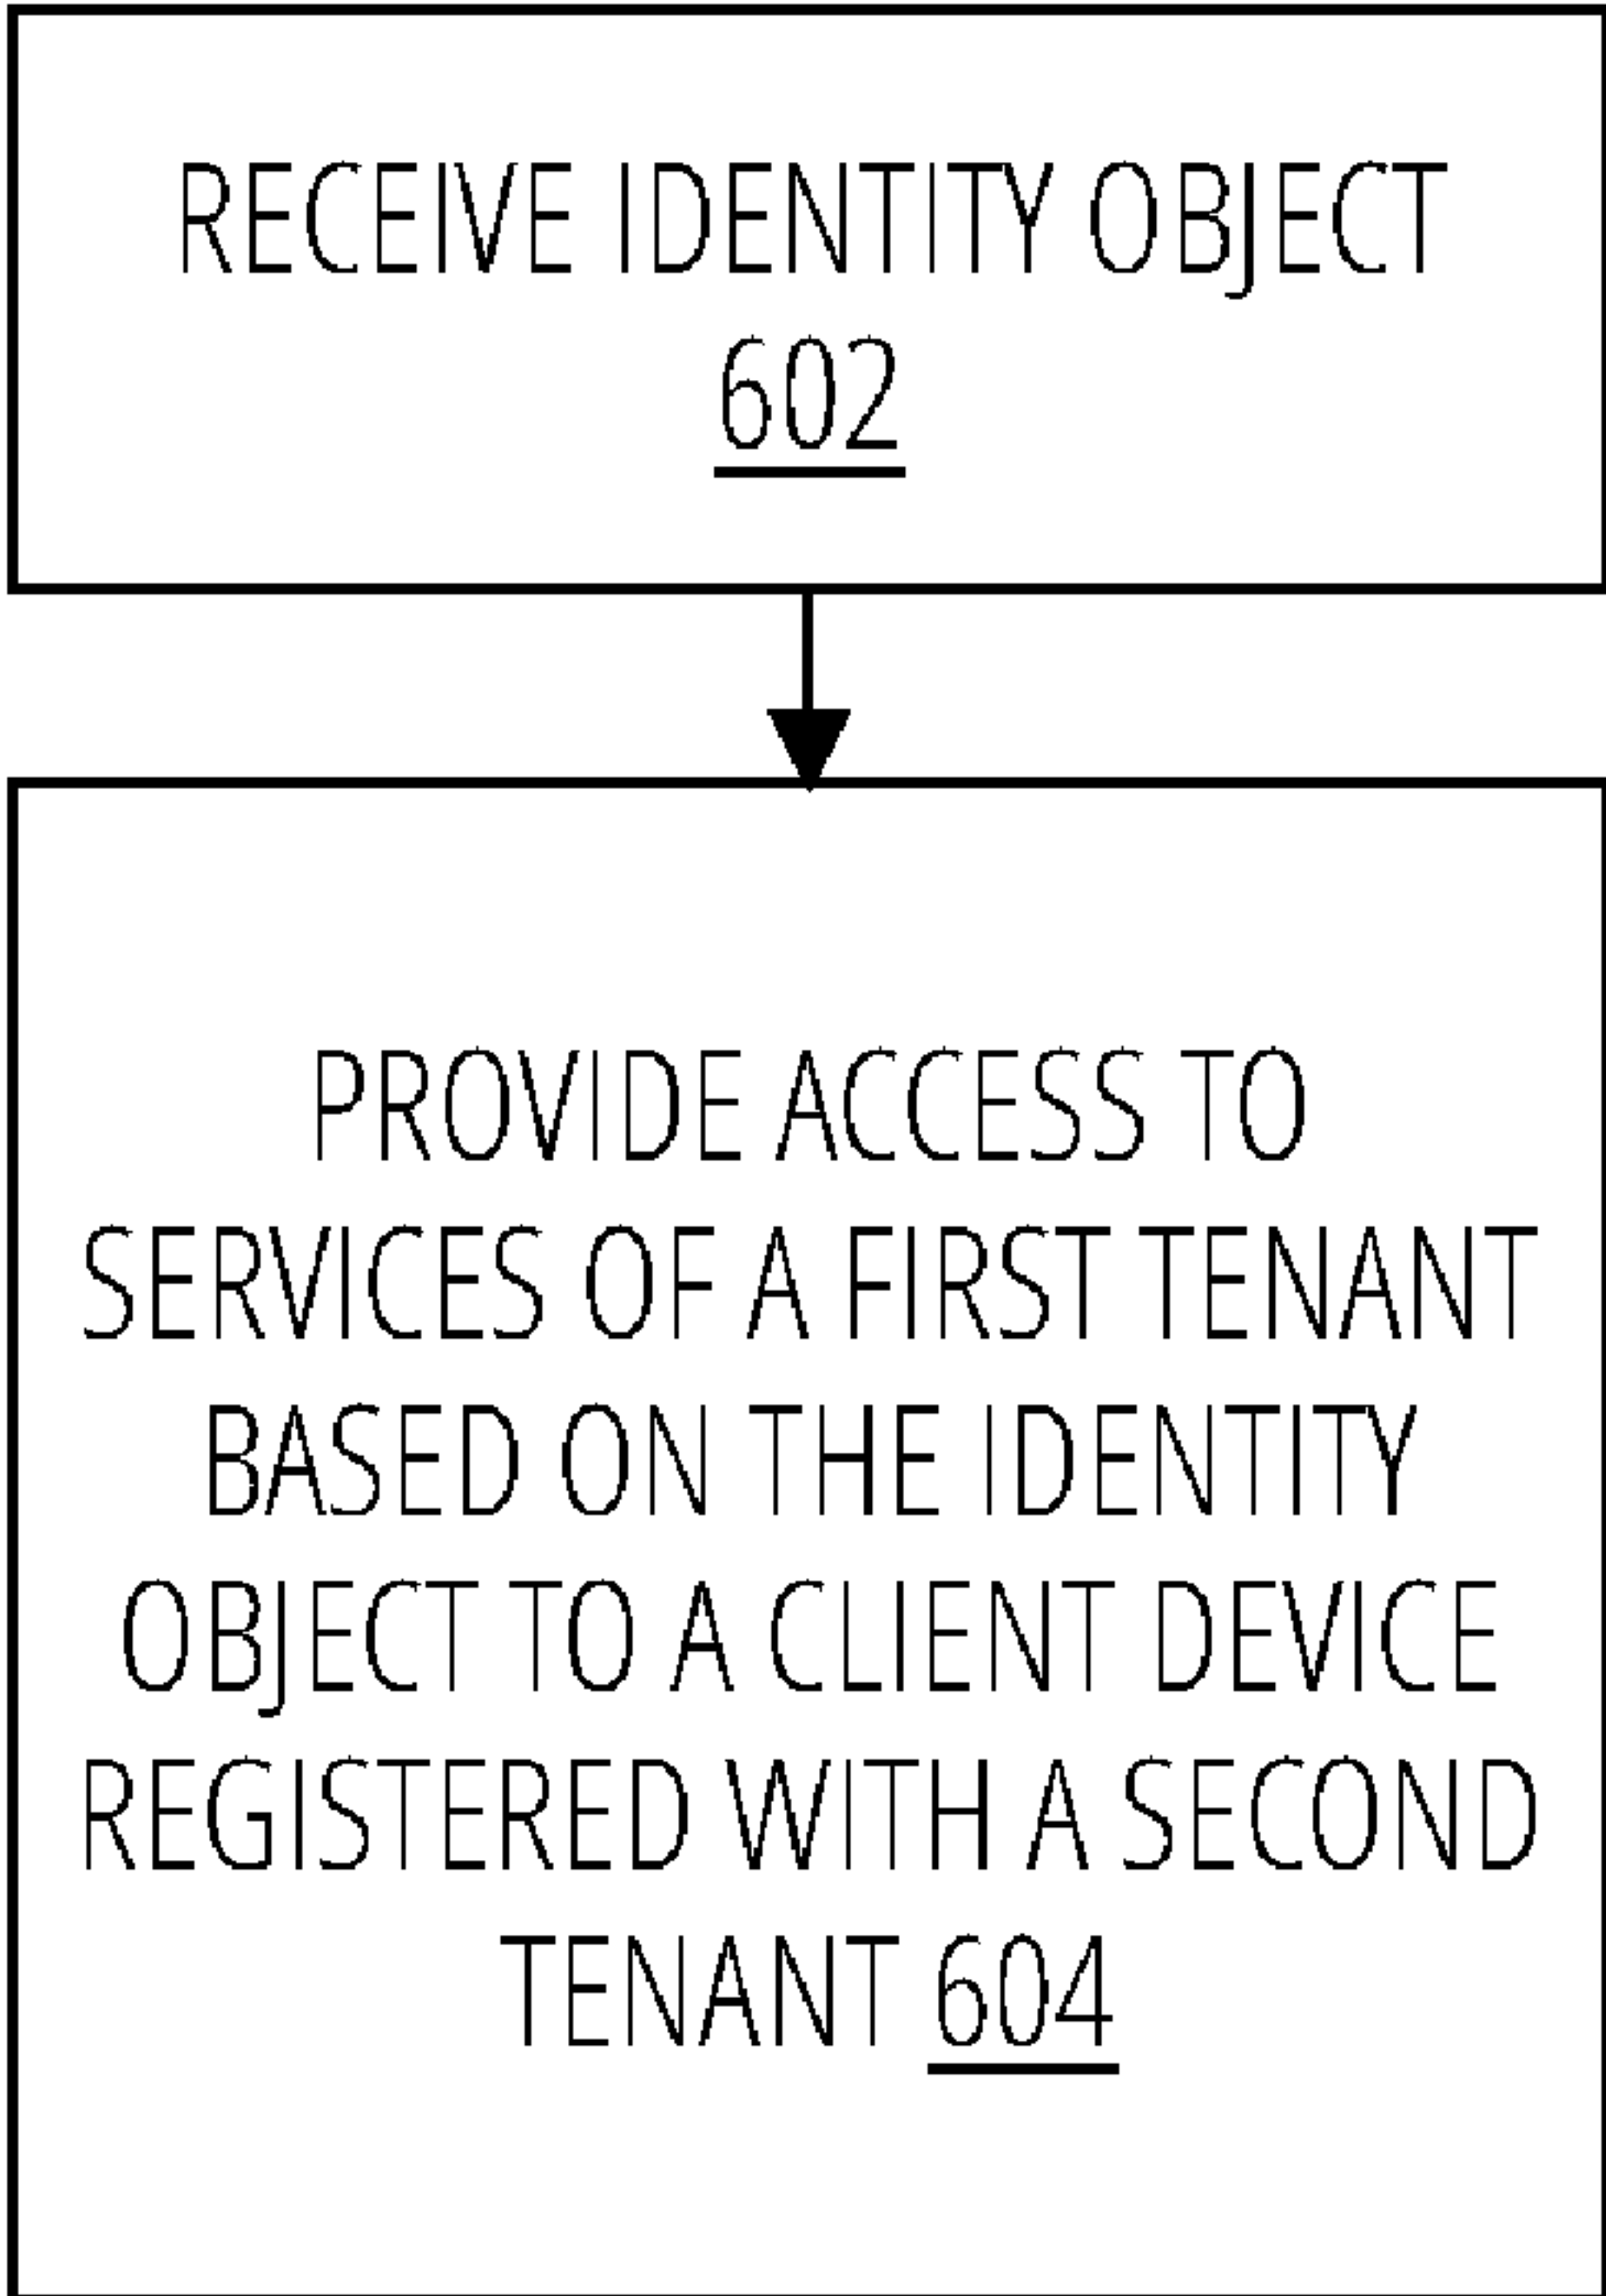 RECEIVE IDENTITY OBJECT
602
PROVIDE ACCESS TO
SERVICES OF A FIRST TENANT
BASED ON THE IDENTITY
OBJECT TO A CLIENT DEVICE
REGISTERED WITH A SECOND
TENANT 604